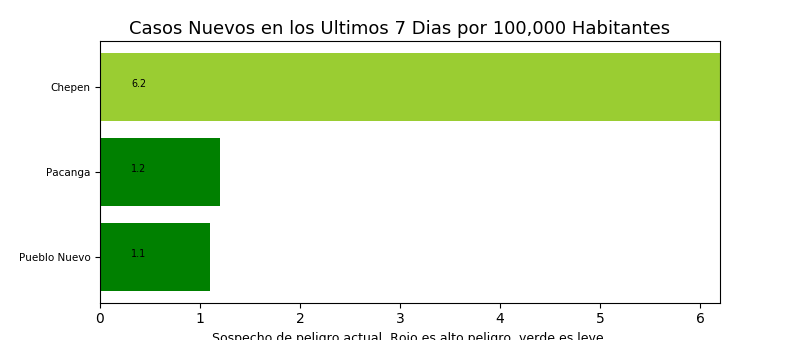 Casos Nuevos en los Ultimos 7 Dias por 100,000 Habitantes
Chepen
6.2
Pacanga
1.2
Pueblo Nuevo
1.1
0 1 2 3 4 5 6
Sospecho de peligro actual. Rojo es alto peligro, verde es leve